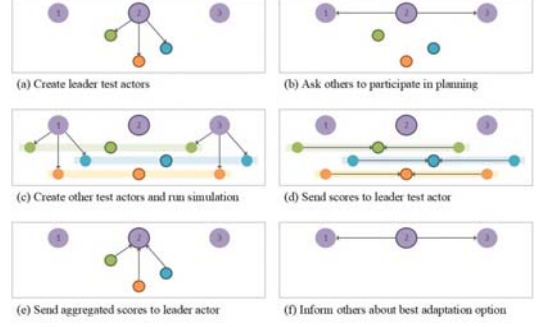 1 2 3
1 2 3
(a) Create leader test actors
(b) Ask others to participate in planning
1 2 3
1 2 3
(c) Create other test actors and run simulation
(d) Send scores to leader test actor
1 2 3
1 2 3
(e) Send aggregated scores to leader actor
(f) Inform others about best adaptation option